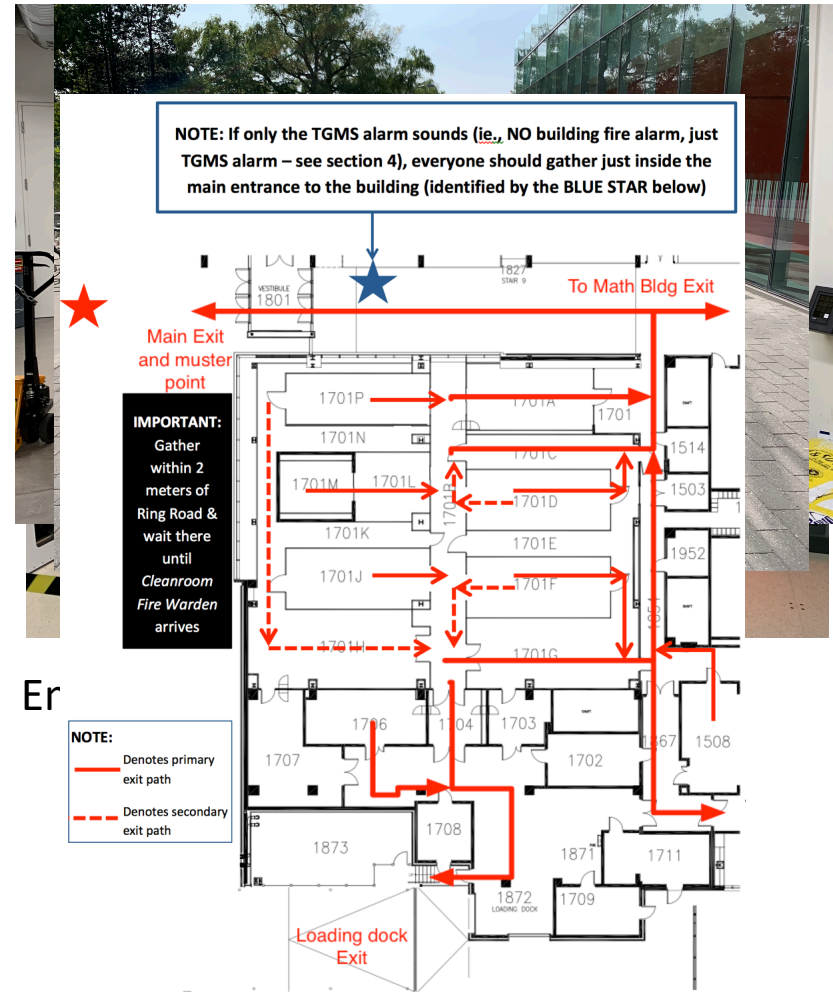 NOTE: If only the TGMS alarm sounds (ie., NO building fire alarm, just
TGMS alarm – see section 4), everyone should gather just inside the
main entrance to the building (identified by the BLUE STAR below)
1827
STAIR 9
VESTIBULE
1801
To Math Bldg Exit
Main Exit
and muster
point
IMPORTANT:
Gather
within 2
meters of
Ring Road &
wait there
until
Cleanroom
Fire Warden
arrives
1701P
1701A
1701
1701N
1701C
1514
1701M
1701L
1701B
1701D
1503
1701K
1701E
1952
1701J
1701F
1851
1701H
1701G
En
1706
1704
1703
1707
1702
1508
NOTE:
Denotes primary
exit path
Denotes secondary
exit path
1708
1873
1871
1711
1872
LOADING DOCK
1709
Loading dock
Exit